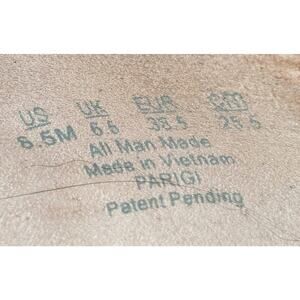 US UK EUR CM
8.5M 6.5 38.5 25.5
All Man Made
Made in Vietnam
PARIGI
Patent Pending